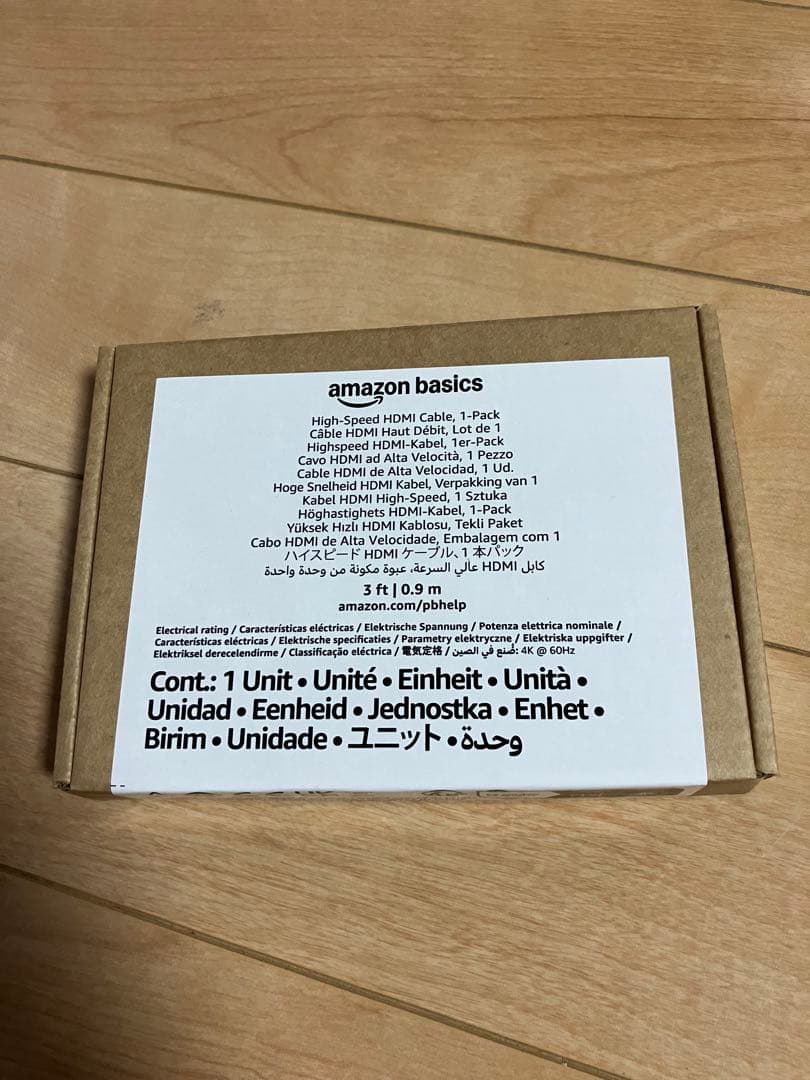 amazon basics
High-Speed HDMI Cable, 1-Pack
Câble HDMI Haut Débit, Lot de 1
Highspeed HDMI-Kabel, 1er-Pack
Cavo HDMI ad Alta Velocità, 1 Pezzo
Cable HDMI de Alta Velocidad, 1 Ud.
Hoge Snelheid HDMI Kabel, Verpakking van 1
Kabel HDMI High-Speed, 1 Sztuka
Höghastighets HDMI-Kabel, 1-Pack
Yüksek Hızlı HDMI Kablosu, Tekli Paket
Cabo HDMI de Alta Velocidade, Embalagem com 1
ハイスピード HDMI ケーブル、1 本パック
كابل HDMI عالي السرعة، عبوة مكونة من وحدة واحدة
3 ft | 0.9 m
amazon.com/pbhelp
Electrical rating / Características eléctricas / Elektrische Spannung / Potenza elettrica nominale /
Características eléctricas / Elektrische specificaties / Parametry elektryczne / Elektriska uppgifter /
Elektriksel derecelendirme / Classificação eléctrica / 電気定格 / صُنع في الصين: 4K @ 60Hz
Cont.: 1 Unit • Unité • Einheit • Unità •
Unidad • Eenheid • Jednostka • Enhet •
Birim • Unidade • ユニット • وحدة